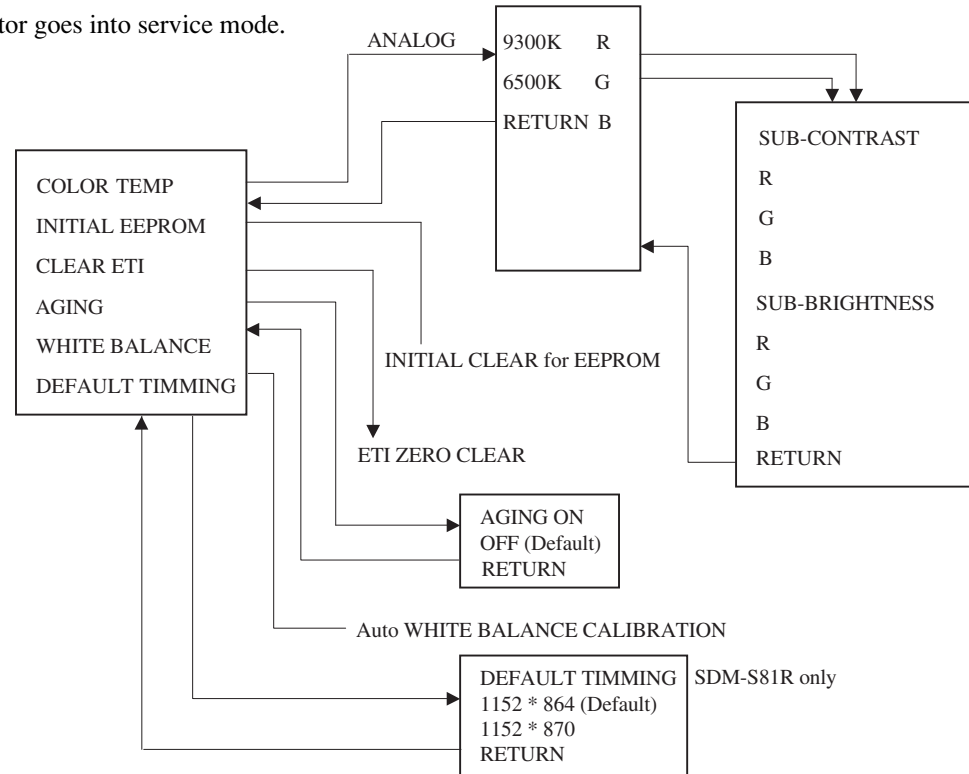 tor goes into service mode.
ANALOG
9300K R
6500K G
RETURN B
SUB-CONTRAST
R
G
B
SUB-BRIGHTNESS
R
G
B
RETURN
COLOR TEMP
INITIAL EEPROM
CLEAR ETI
AGING
WHITE BALANCE
DEFAULT TIMMING
INITIAL CLEAR for EEPROM
ETI ZERO CLEAR
AGING ON
OFF (Default)
RETURN
Auto WHITE BALANCE CALIBRATION
DEFAULT TIMMING
1152 * 864 (Default)
1152 * 870
RETURN
SDM-S81R only